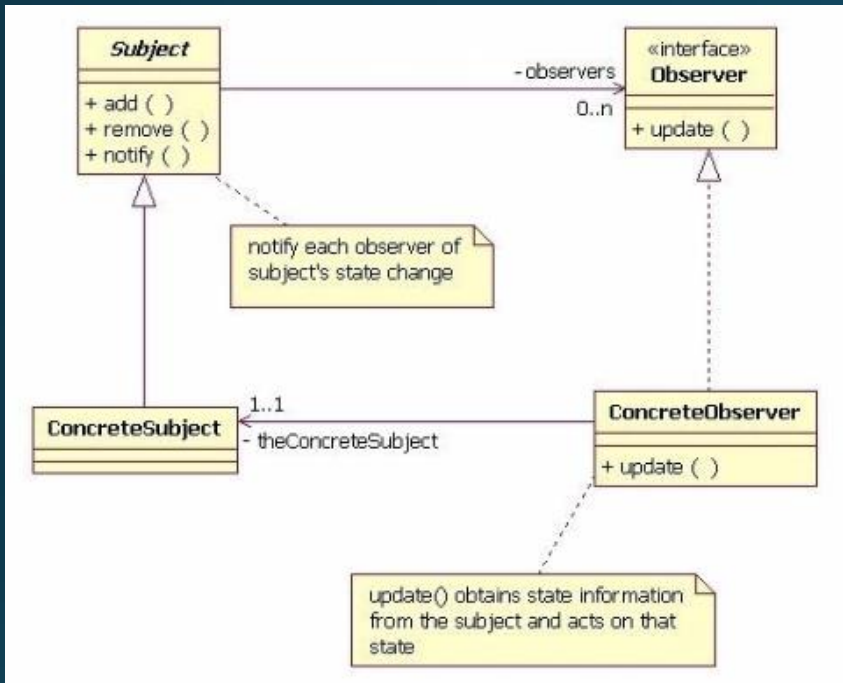 Subject
+ add ( )
+ remove ( )
+ notify ( )
- observers
0..n
«interface»
Observer
+ update ( )
notify each observer of
subject's state change
ConcreteSubject
1..1
- theConcreteSubject
ConcreteObserver
+ update ( )
update() obtains state information
from the subject and acts on that
state